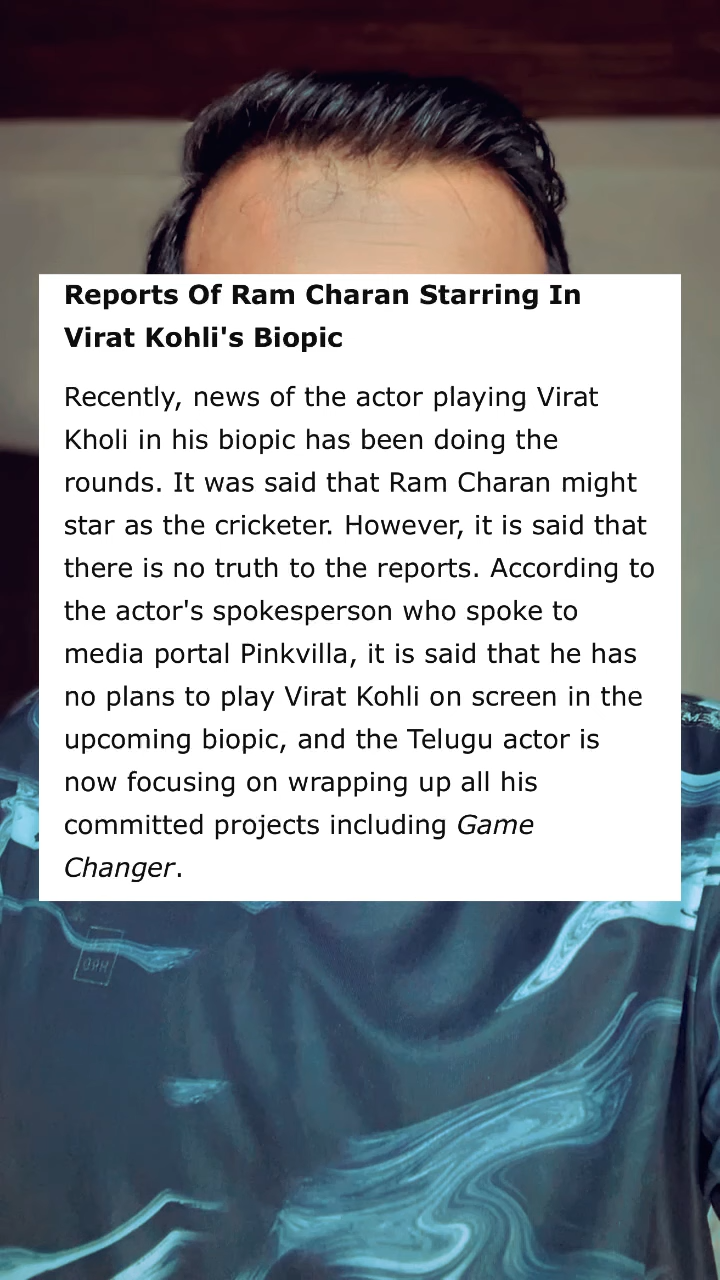 Reports Of Ram Charan Starring In
Virat Kohli's Biopic
Recently, news of the actor playing Virat
Kholi in his biopic has been doing the
rounds. It was said that Ram Charan might
star as the cricketer. However, it is said that
there is no truth to the reports. According to
the actor's spokesperson who spoke to
media portal Pinkvilla, it is said that he has
no plans to play Virat Kohli on screen in the
upcoming biopic, and the Telugu actor is
now focusing on wrapping up all his
committed projects including Game
Changer.